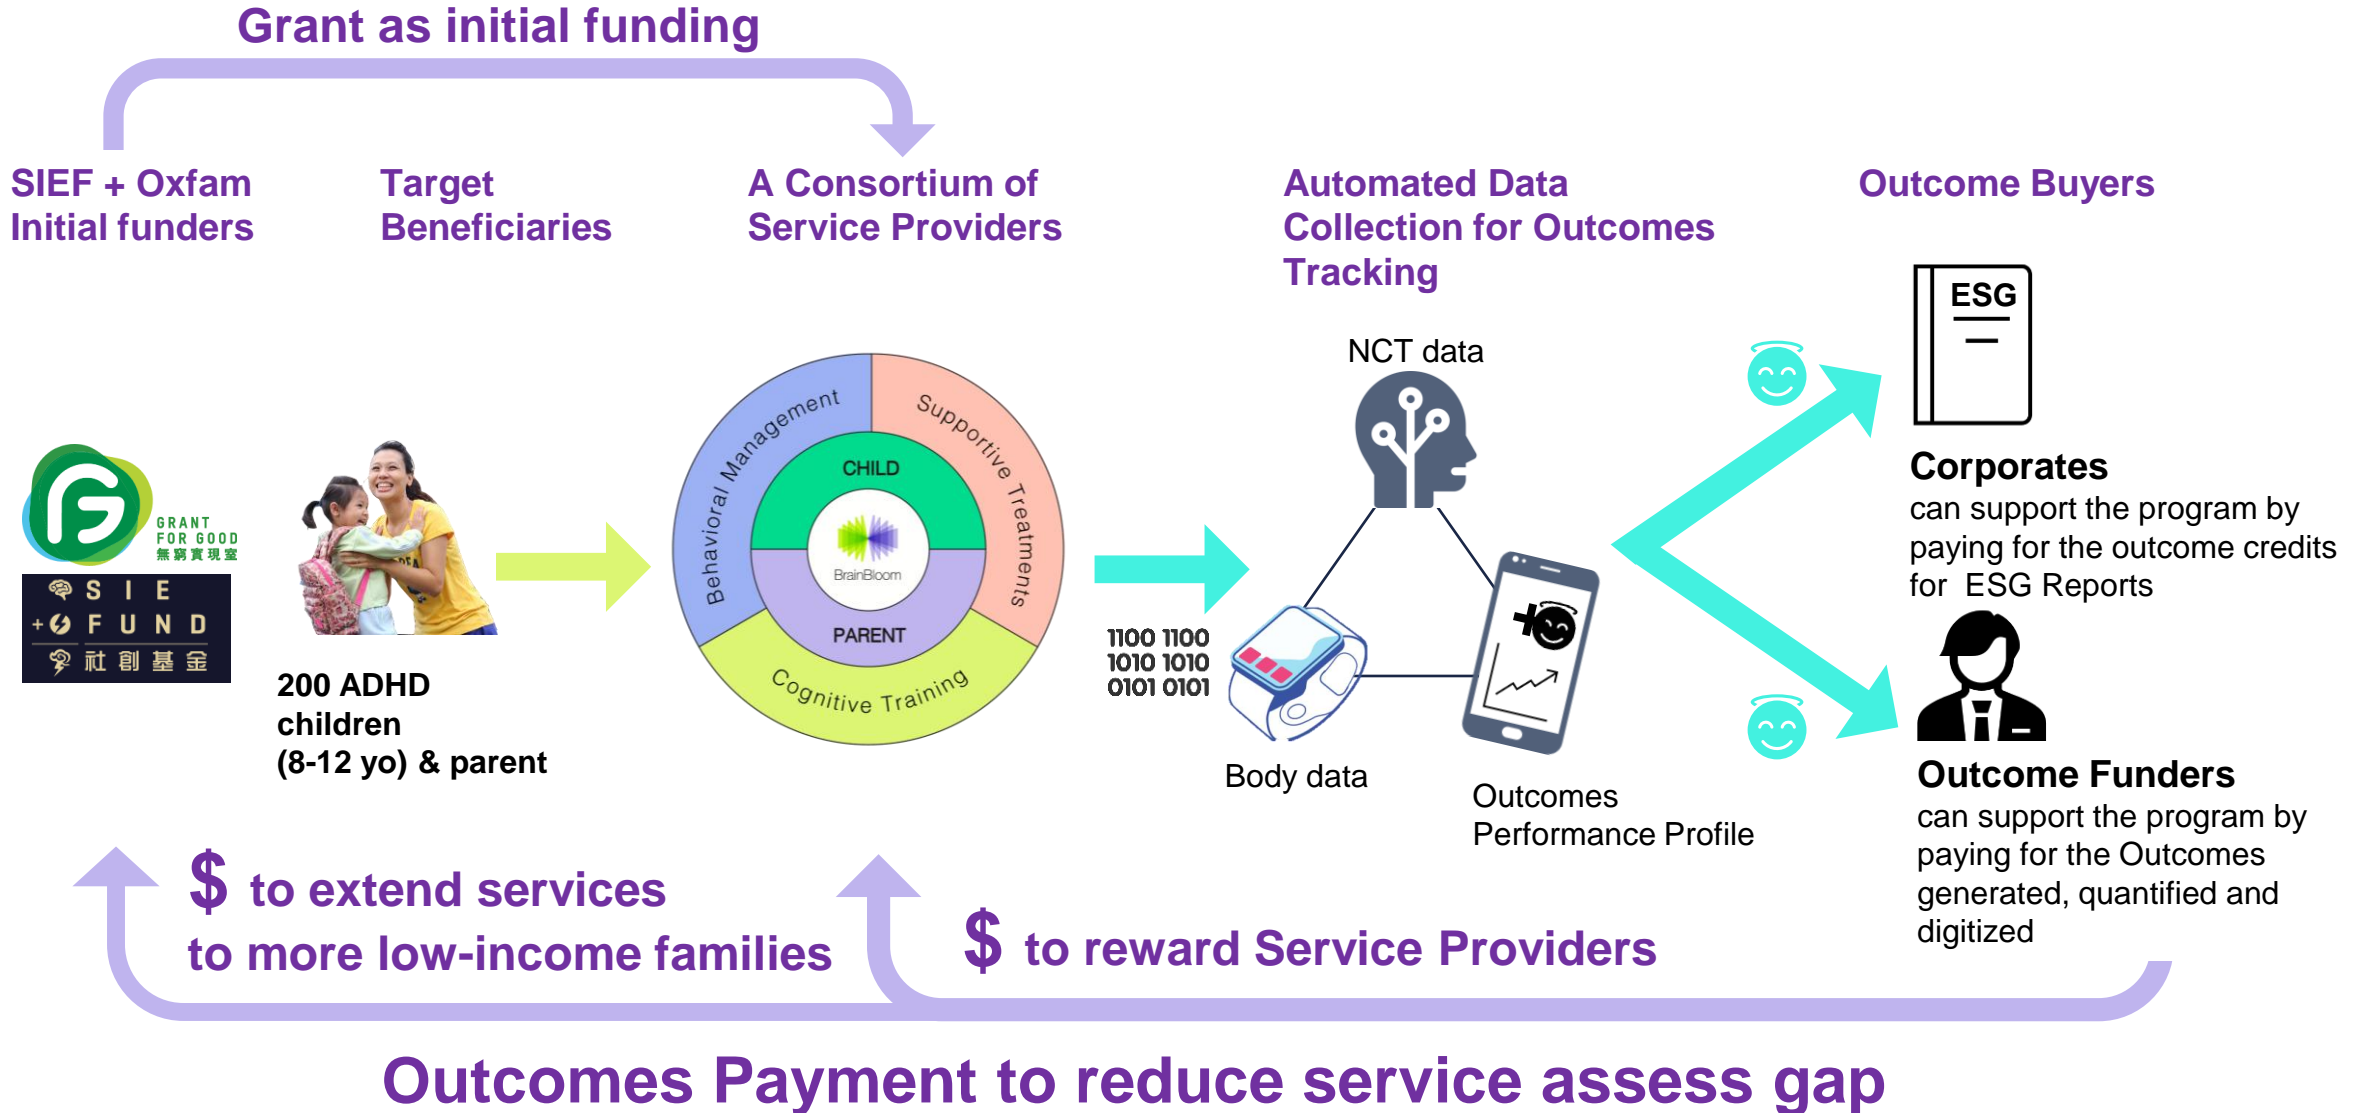 Grant as initial funding
SIEF + Oxfam
Initial funders
Target
Beneficiaries
A Consortium of
Service Providers
Automated Data
Collection for Outcomes
Tracking
Outcome Buyers
GRANT
FOR GOOD
無窮實現室
SIE
+ FUND
社創基金
200 ADHD
children
(8-12 yo) & parent
Behavioral Management
Supportive Treatments
Cognitive Training
CHILD
BrainBloom
PARENT
1100 1100
1010 1010
0101 0101
NCT data
Body data
Outcomes
Performance Profile
ESG
Corporates
can support the program by
paying for the outcome credits
for ESG Reports
Outcome Funders
can support the program by
paying for the Outcomes
generated, quantified and
digitized
$ to extend services
to more low-income families
$ to reward Service Providers
Outcomes Payment to reduce service assess gap